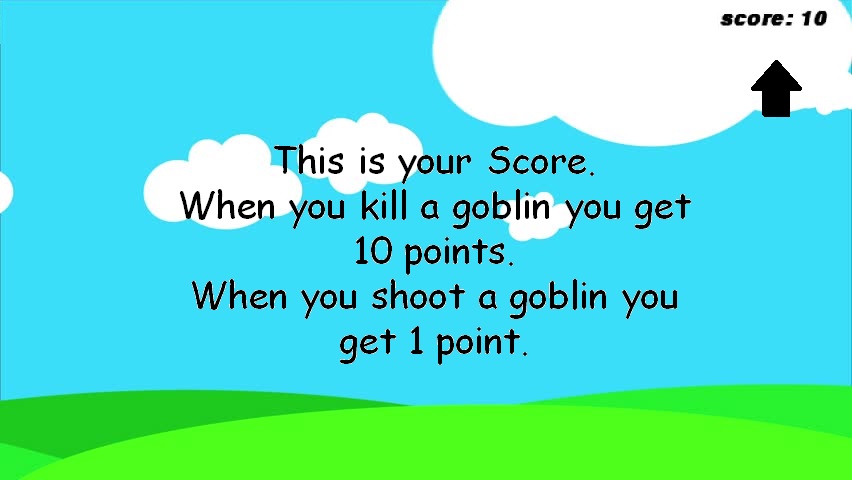 score: 10
This is your Score.
When you kill a goblin you get
10 points.
When you shoot a goblin you
get 1 point.